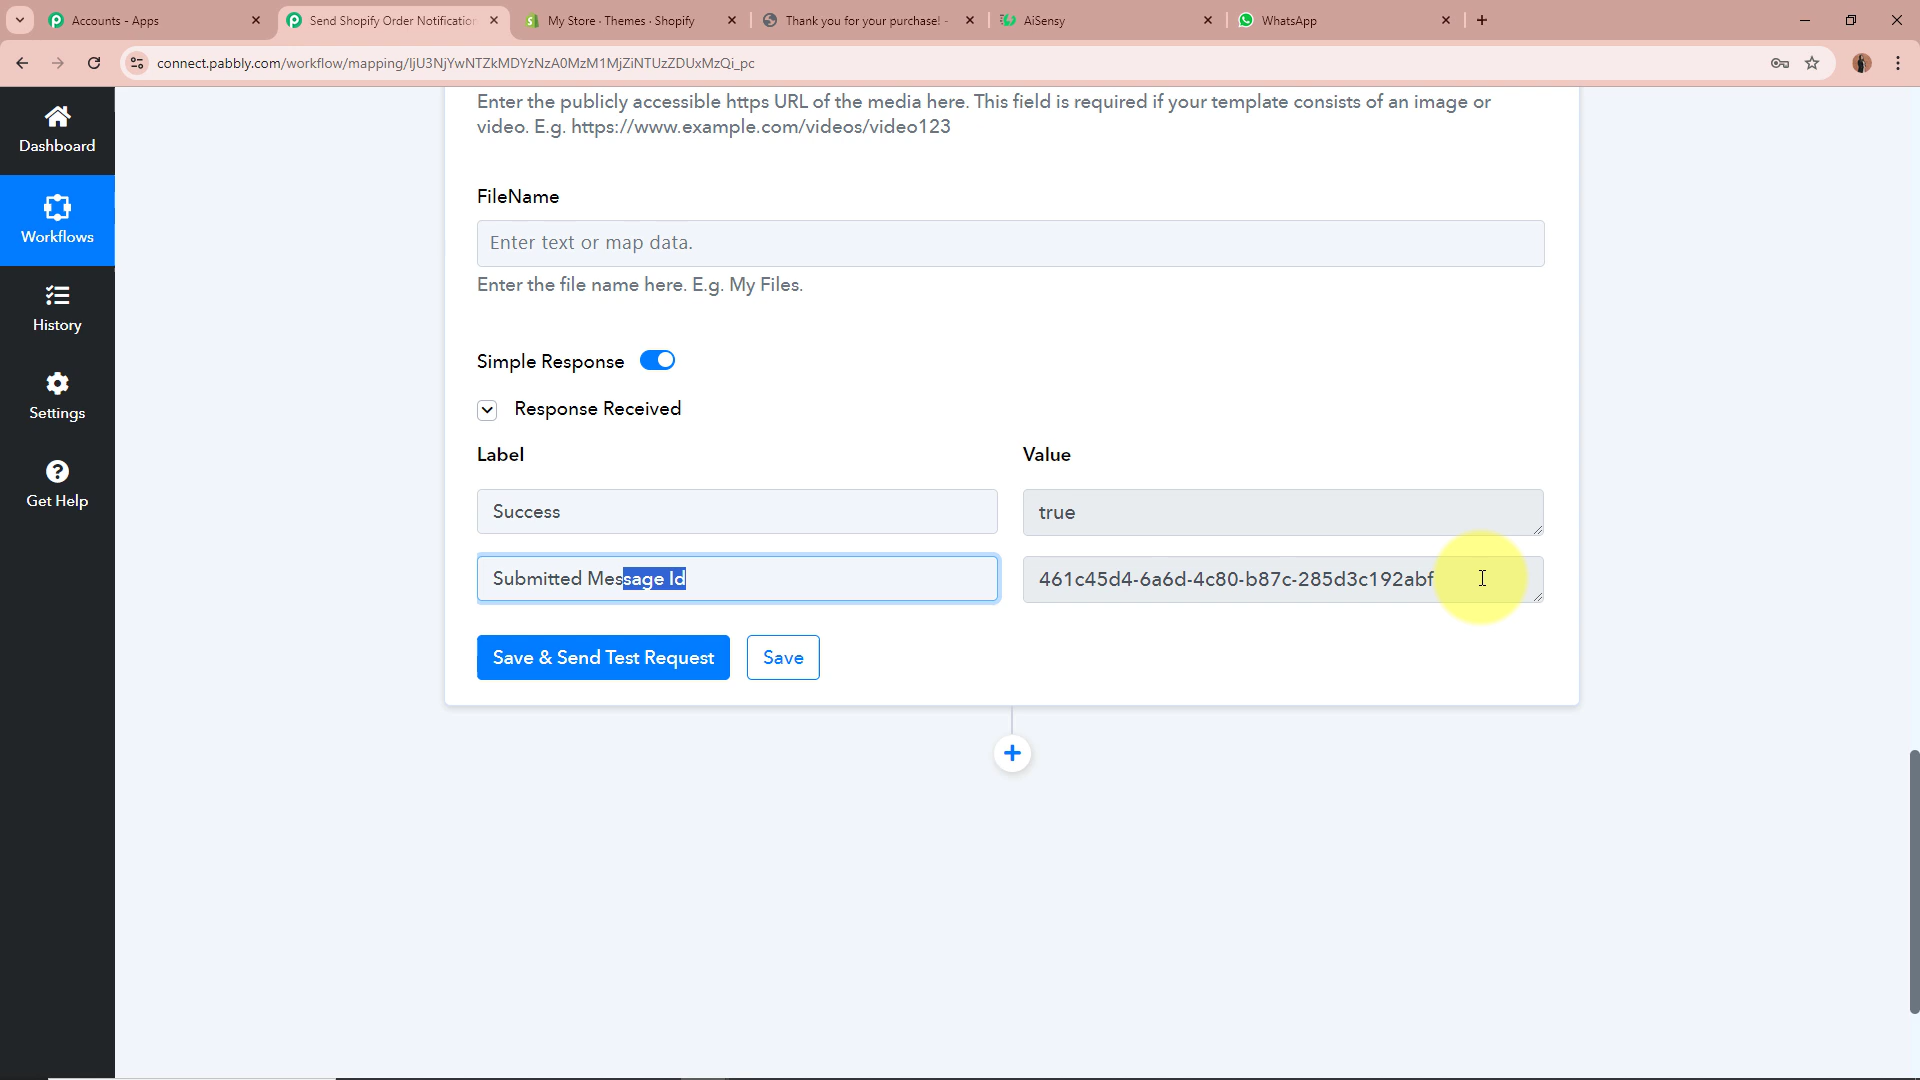 Accounts - Apps
Send Shopify Order Notification
My Store · Themes · Shopify
Thank you for your purchase! -
AiSensy
WhatsApp
connect.pabbly.com/workflow/mapping/IjU3NjYwNTZkMDYzNzA0MzM1MjZiNTUzZDUxMzQi_pc
Dashboard
Workflows
History
Settings
Get Help
Enter the publicly accessible https URL of the media here. This field is required if your template consists of an image or
video. E.g. https://www.example.com/videos/video123
FileName
Enter text or map data.
Enter the file name here. E.g. My Files.
Simple Response
Response Received
Label
Value
Success
true
Submitted Message Id
461c45d4-6a6d-4c80-b87c-285d3c192abf
Save & Send Test Request
Save